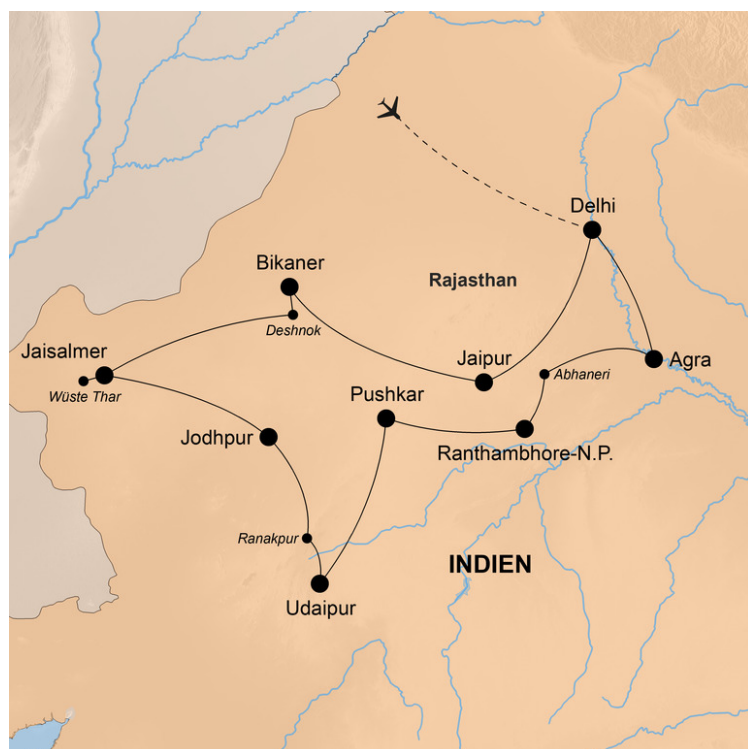 Delhi
Bikaner
Rajasthan
Deshnok
Jaisalmer
Jaipur
Agra
Abhaneri
Wüste Thar
Pushkar
Jodhpur
Ranthambhore-N.P.
Ranakpur
INDIEN
Udaipur